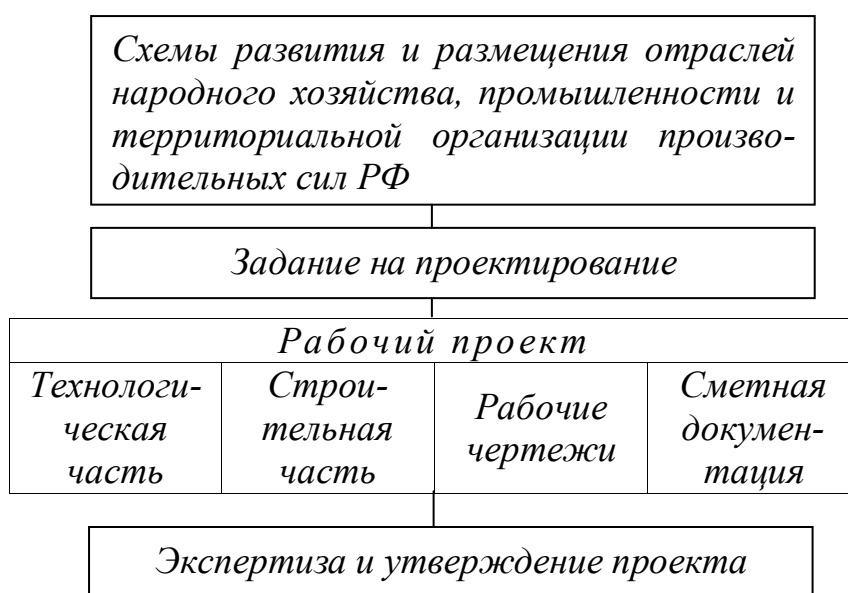 Схемы развития и размещения отраслей
народного хозяйства, промышленности и
территориальной организации произво-
дительных сил РФ
Задание на проектирование
Рабочий проект
Технологи-
ческая
часть
Строи-
тельная
часть
Рабочие
чертежи
Сметная
докумен-
тация
Экспертиза и утверждение проекта